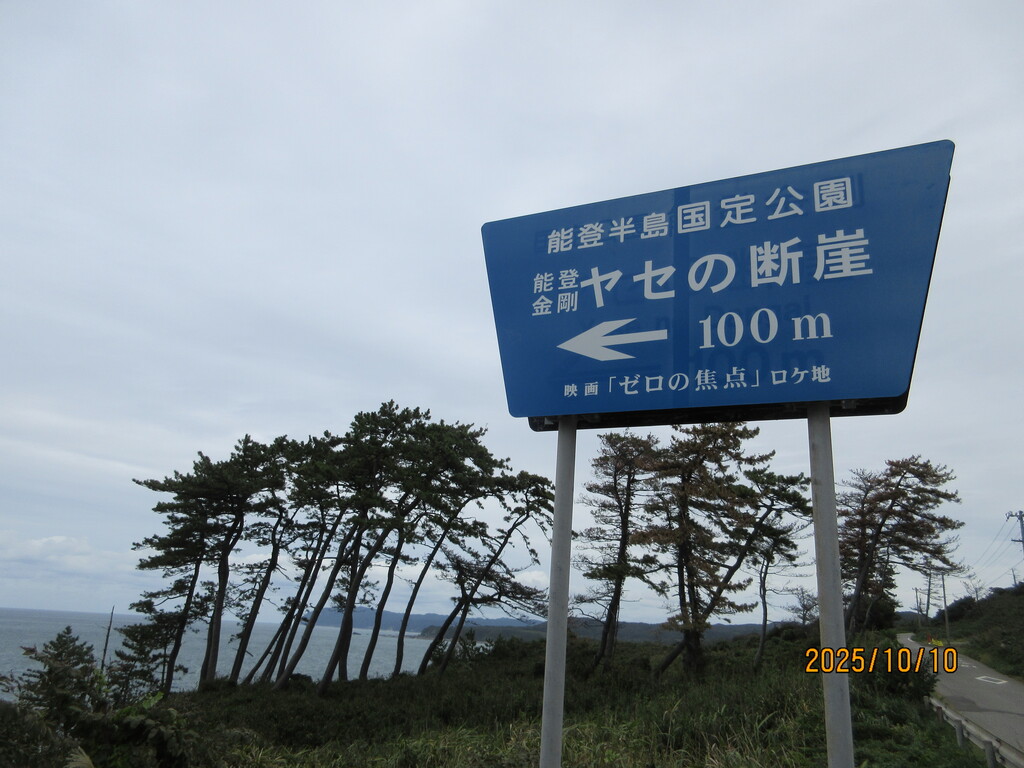 能登半島国定公園
能登金剛 ヤセの断崖
← 100m
映画「ゼロの焦点」ロケ地
2025/10/10